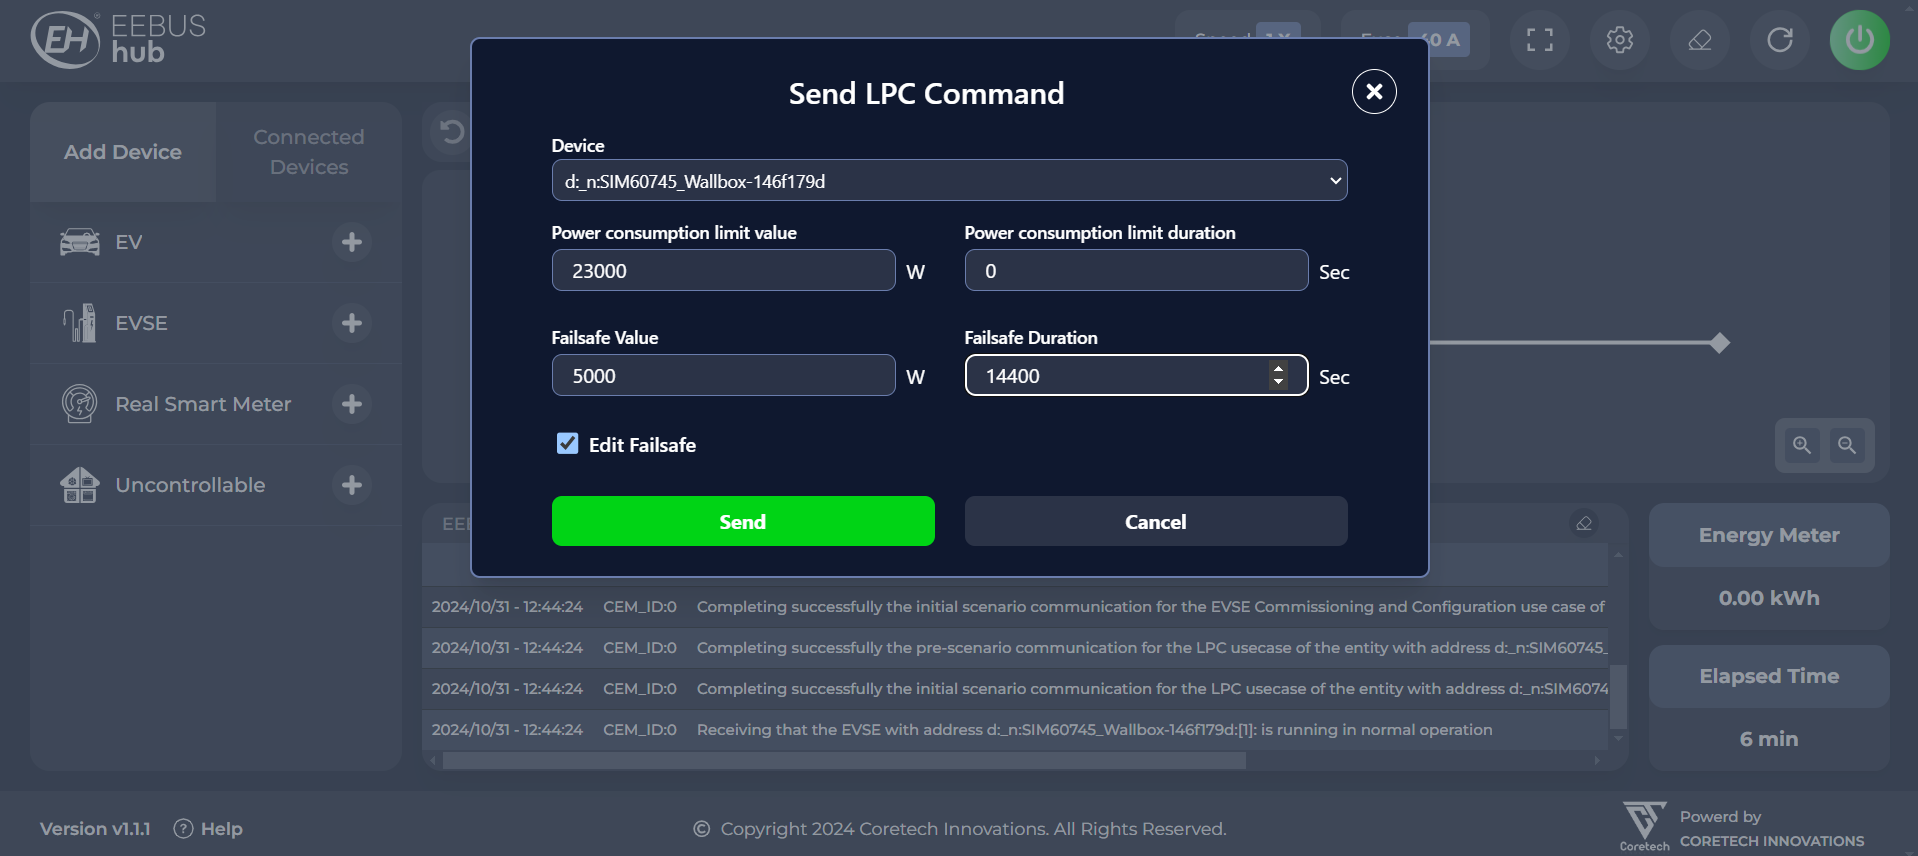 EH® EEBUS
hub
Speed 1 X
Fuse 40 A
Send LPC Command
Add Device
Connected
Devices
Device
d:_n:SIM60745_Wallbox-146f179d
EV
Power consumption limit value
Power consumption limit duration
23000 W
0 Sec
EVSE
Failsafe Value
Failsafe Duration
5000 W
14400 Sec
Real Smart Meter
Edit Failsafe
Uncontrollable
Send
Cancel
EE
Energy Meter
0.00 kWh
2024/10/31 - 12:44:24 CEM_ID:0 Completing successfully the initial scenario communication for the EVSE Commissioning and Configuration use case of
2024/10/31 - 12:44:24 CEM_ID:0 Completing successfully the pre-scenario communication for the LPC usecase of the entity with address d:_n:SIM60745_
2024/10/31 - 12:44:24 CEM_ID:0 Completing successfully the initial scenario communication for the LPC usecase of the entity with address d:_n:SIM6074
2024/10/31 - 12:44:24 CEM_ID:0 Receiving that the EVSE with address d:_n:SIM60745_Wallbox-146f179d:[1]: is running in normal operation
Elapsed Time
6 min
Version v1.1.1 ? Help
© Copyright 2024 Coretech Innovations. All Rights Reserved.
Coretech
Powerd by
CORETECH INNOVATIONS